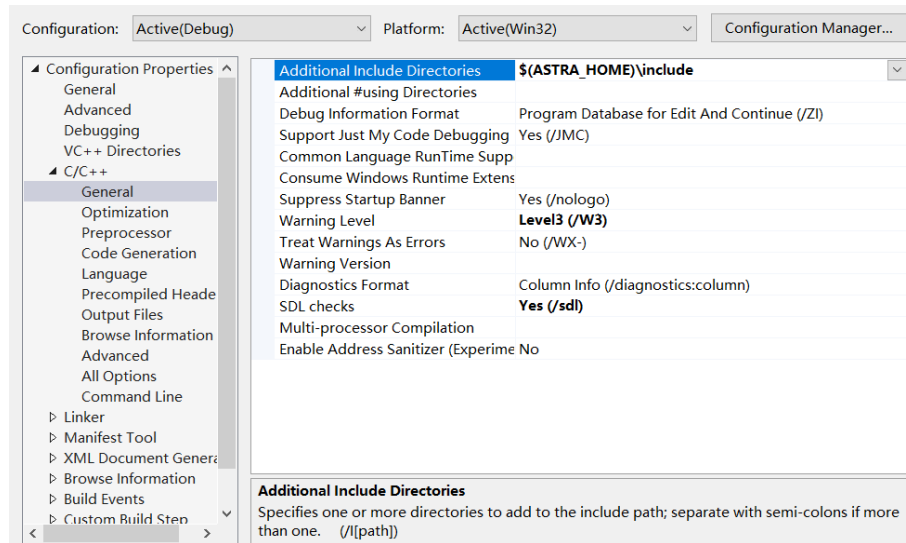 Configuration: Active(Debug) Platform: Active(Win32) Configuration Manager...
Configuration Properties
General
Advanced
Debugging
VC++ Directories
C/C++
General
Optimization
Preprocessor
Code Generation
Language
Precompiled Heade
Output Files
Browse Information
Advanced
All Options
Command Line
Linker
Manifest Tool
XML Document Genera
Browse Information
Build Events
Custom Build Step
Additional Include Directories $(ASTRA_HOME)\include
Additional #using Directories
Debug Information Format Program Database for Edit And Continue (/ZI)
Support Just My Code Debugging Yes (/JMC)
Common Language RunTime Supp
Consume Windows Runtime Extens
Suppress Startup Banner Yes (/nologo)
Warning Level Level3 (/W3)
Treat Warnings As Errors No (/WX-)
Warning Version
Diagnostics Format Column Info (/diagnostics:column)
SDL checks Yes (/sdl)
Multi-processor Compilation
Enable Address Sanitizer (Experime No
Additional Include Directories
Specifies one or more directories to add to the include path; separate with semi-colons if more
than one. (/I[path])